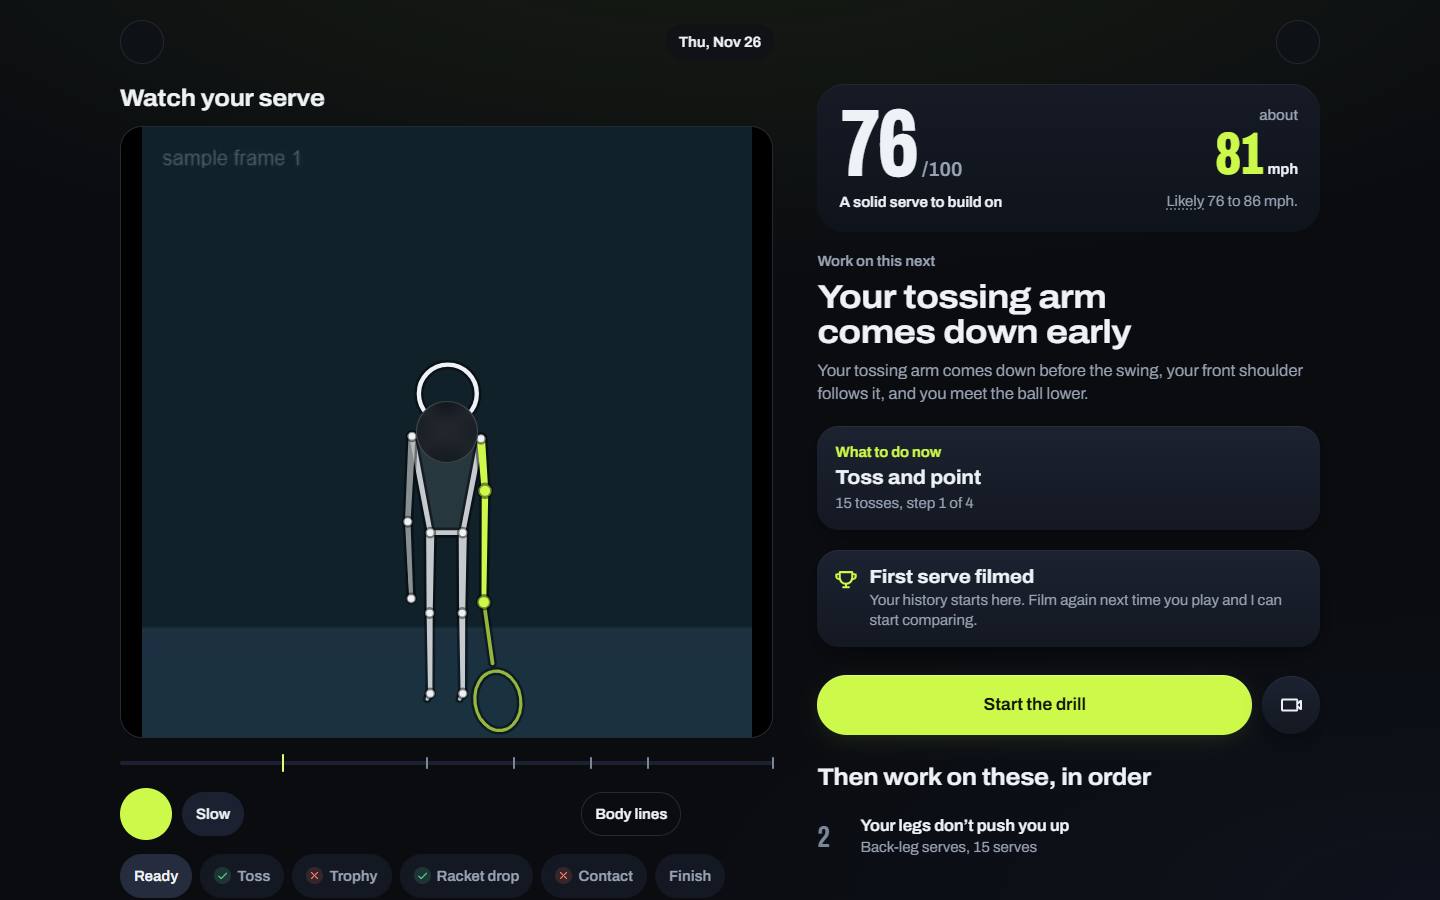 Thu, Nov 26
Watch your serve
sample frame 1
Slow
Body lines
Ready
Toss
Trophy
Racket drop
Contact
Finish
76/100
A solid serve to build on
about
81 mph
Likely 76 to 86 mph.
Work on this next
Your tossing arm
comes down early
Your tossing arm comes down before the swing, your front shoulder
follows it, and you meet the ball lower.
What to do now
Toss and point
15 tosses, step 1 of 4
First serve filmed
Your history starts here. Film again next time you play and I can
start comparing.
Start the drill
Then work on these, in order
2
Your legs don’t push you up
Back-leg serves, 15 serves